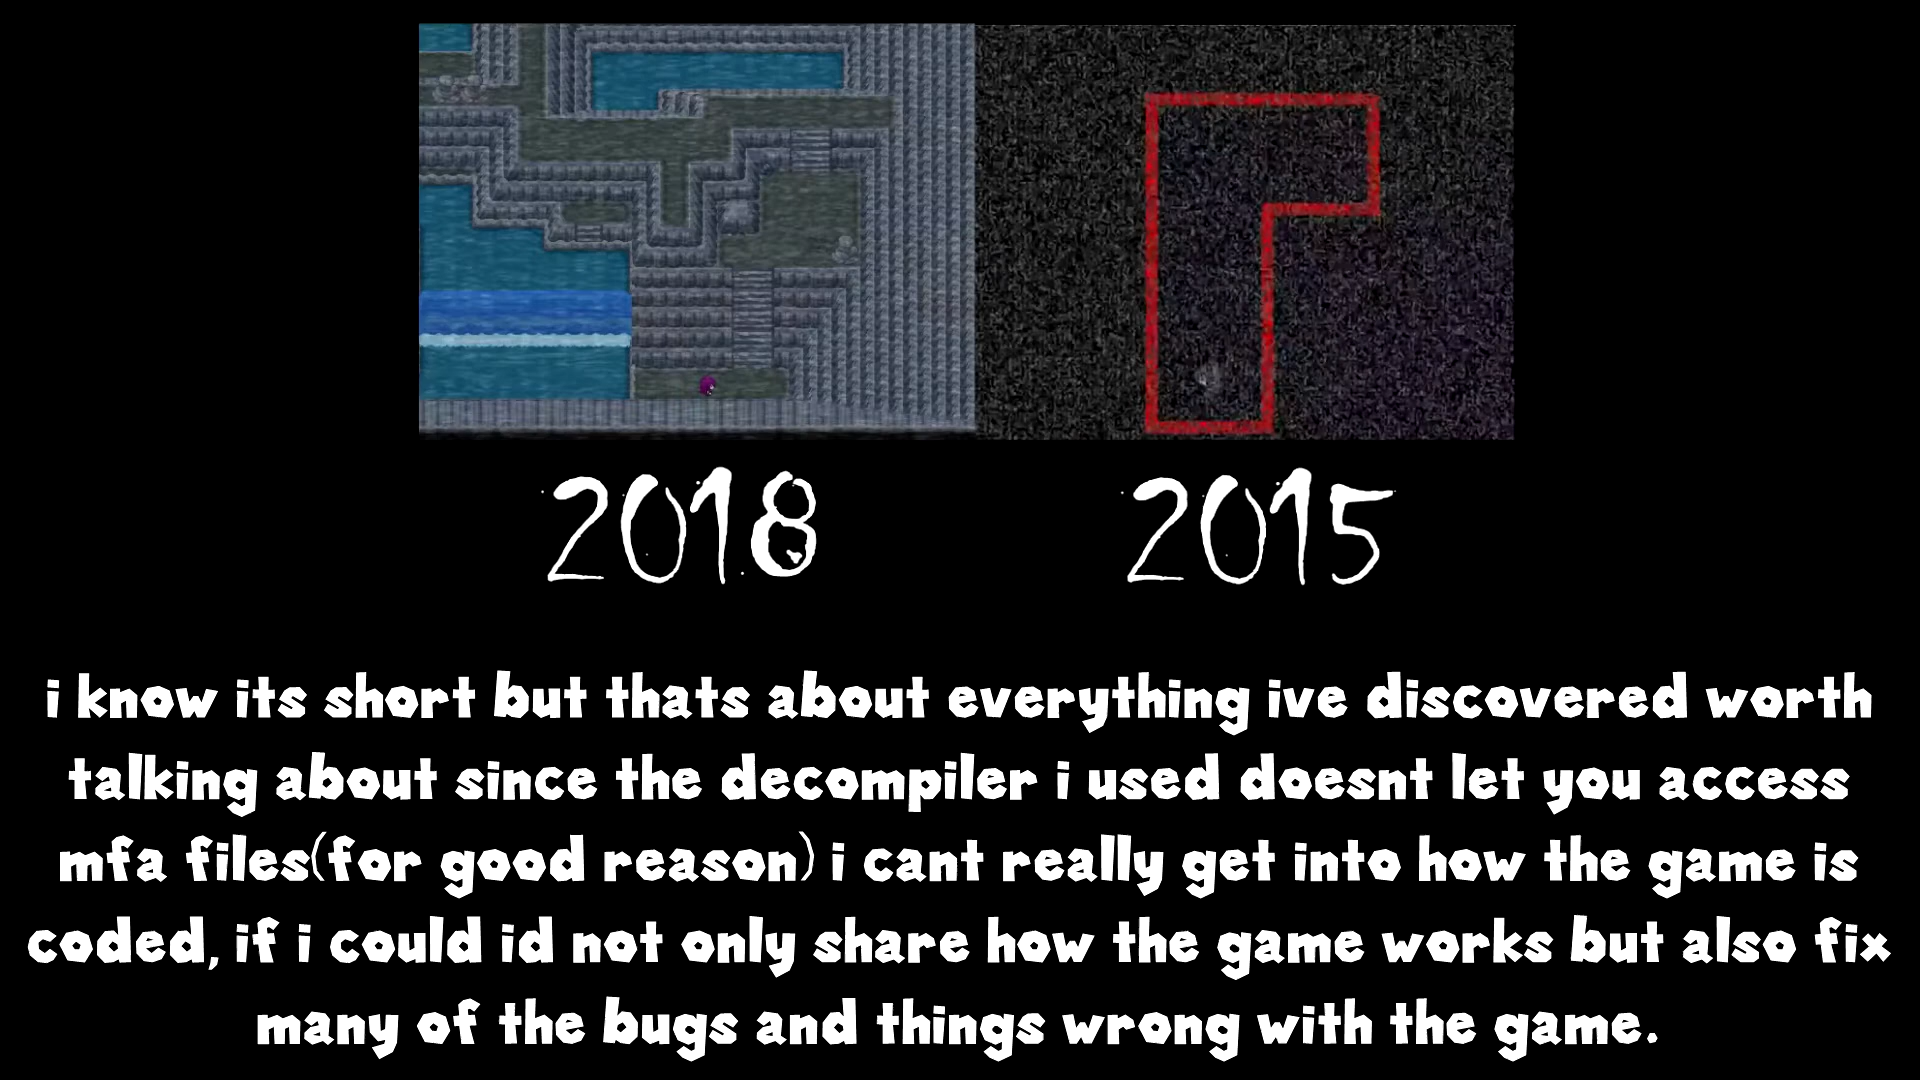 2018 2015
i know its short but thats about everything ive discovered worth
talking about since the decompiler i used doesnt let you access
mfa files(for good reason) i cant really get into how the game is
coded, if i could id not only share how the game works but also fix
many of the bugs and things wrong with the game.